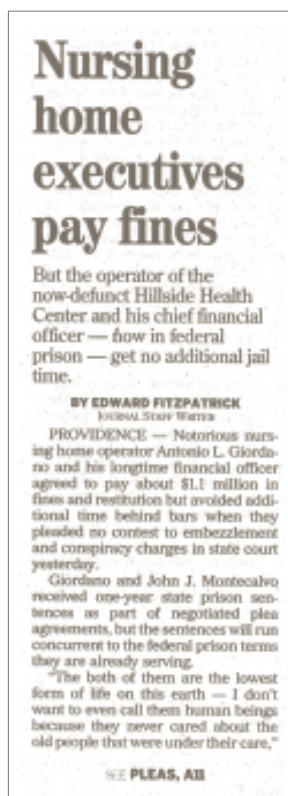 Nursing
home
executives
pay fines
But the operator of the
now-defunct Hillside Health
Center and his chief financial
officer — now in federal
prison — get no additional jail
time.
BY EDWARD FITZPATRICK
JOURNAL STAFF WRITER
PROVIDENCE — Notorious nurs-
ing home operator Antonio L. Giorda-
no and his longtime financial officer
agreed to pay about $1.1 million in
fines and restitution but avoided addi-
tional time behind bars when they
pleaded no contest to embezzlement
and conspiracy charges in state court
yesterday.
Giordano and John J. Montecalvo
received one-year state prison sen-
tences as part of negotiated plea
agreements, but the sentences will run
concurrent to the federal prison terms
they are already serving.
"The both of them are the lowest
form of life on this earth — I don't
want to even call them human beings
because they never cared about the
old people that were under their care,"
SEE PLEAS, A11